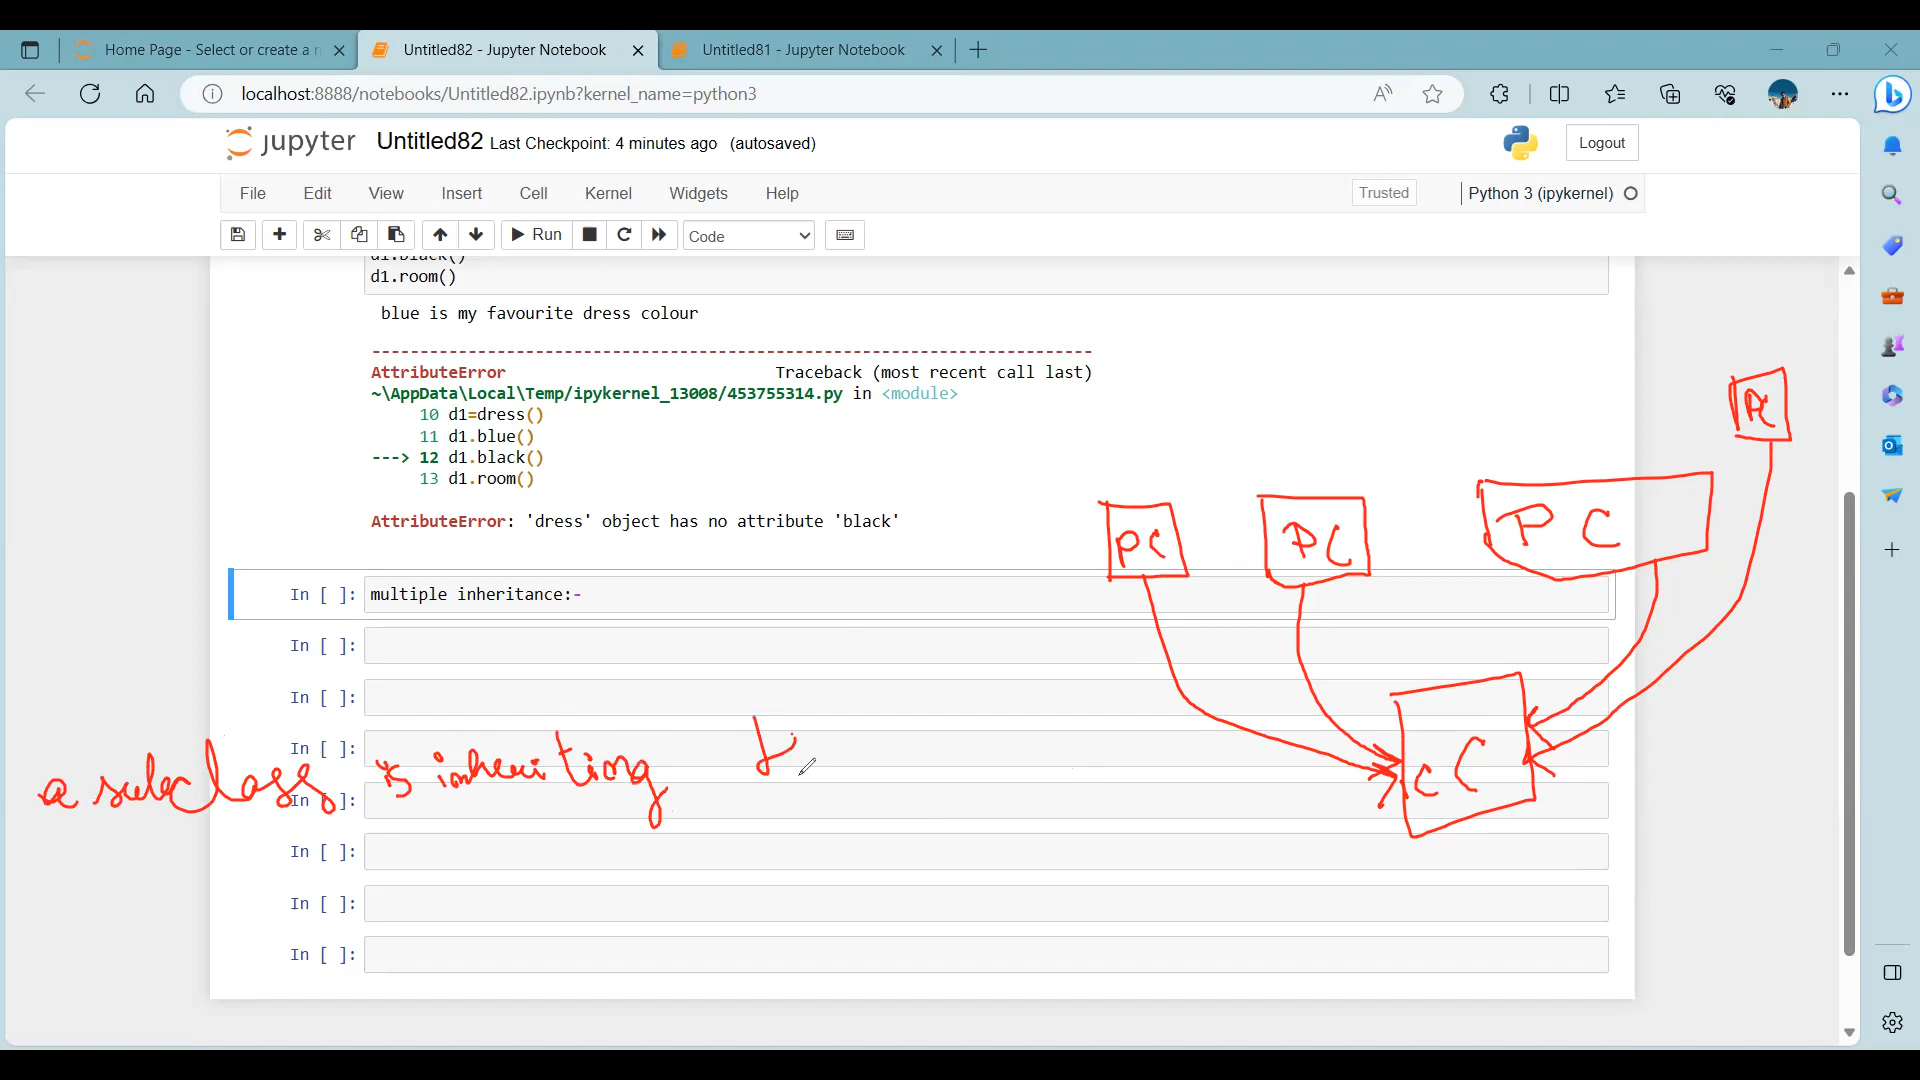 Home Page - Select or create a n
Untitled82 - Jupyter Notebook
Untitled81 - Jupyter Notebook
localhost:8888/notebooks/Untitled82.ipynb?kernel_name=python3
jupyter Untitled82 Last Checkpoint: 4 minutes ago (autosaved)
Logout
File Edit View Insert Cell Kernel Widgets Help
Trusted
Python 3 (ipykernel)
Run
Code
d1.black()
d1.room()
blue is my favourite dress colour
---------------------------------------------------------------------------
AttributeError Traceback (most recent call last)
~\AppData\Local\Temp/ipykernel_13008/453755314.py in <module>
10 d1=dress()
11 d1.blue()
---> 12 d1.black()
13 d1.room()
AttributeError: 'dress' object has no attribute 'black'
PC
PC
PC
PC
In [ ]: multiple inheritance:-
In [ ]:
In [ ]:
In [ ]:
a subclass is inheriting
CC
In [ ]:
In [ ]:
In [ ]:
In [ ]: